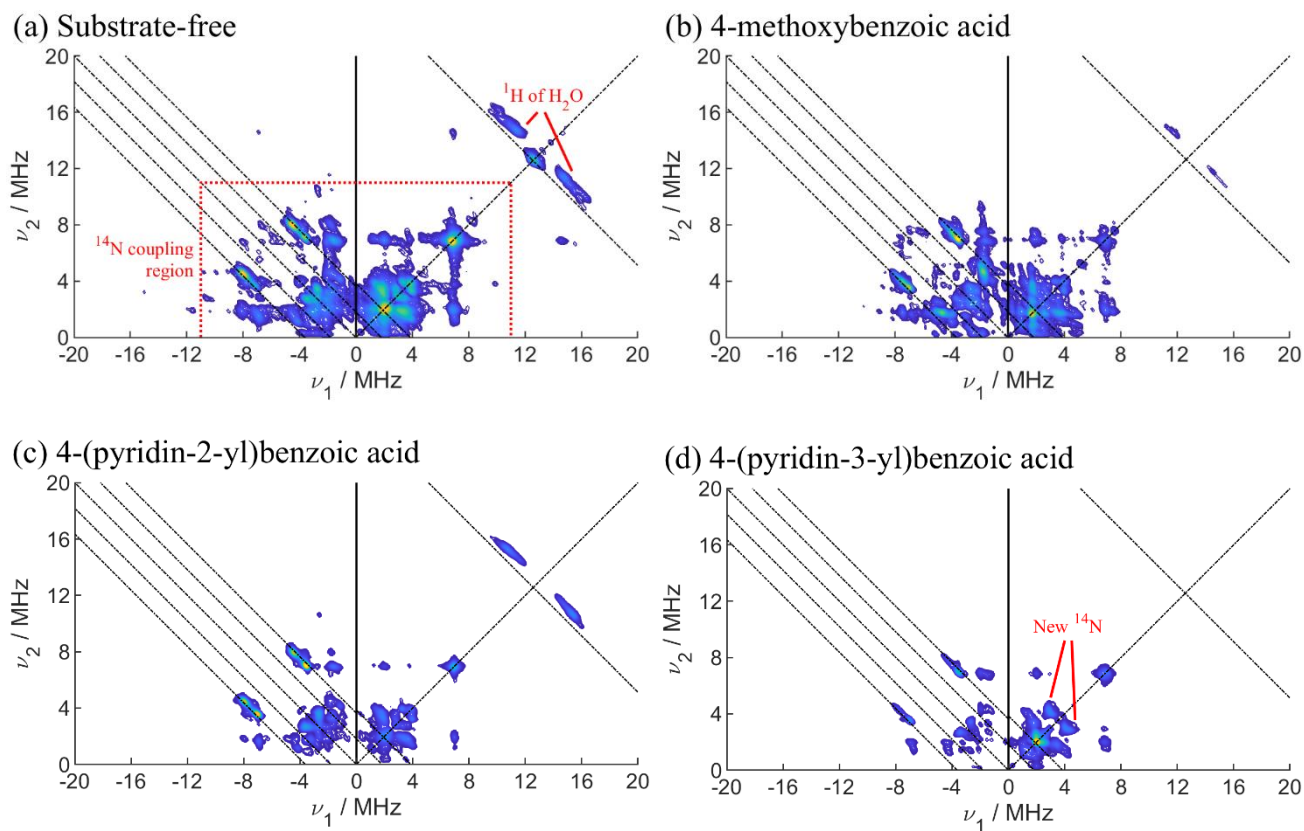 (a) Substrate-free
20
16
12
8
4
0
ν2 / MHz
-20 -16 -12 -8 -4 0 4 8 12 16 20
ν1 / MHz
¹H of H₂O
¹⁴N coupling
region
(b) 4-methoxybenzoic acid
20
16
12
8
4
0
ν2 / MHz
-20 -16 -12 -8 -4 0 4 8 12 16 20
ν1 / MHz
(c) 4-(pyridin-2-yl)benzoic acid
20
16
12
8
4
0
ν2 / MHz
-20 -16 -12 -8 -4 0 4 8 12 16 20
ν1 / MHz
(d) 4-(pyridin-3-yl)benzoic acid
20
16
12
8
4
0
ν2 / MHz
-20 -16 -12 -8 -4 0 4 8 12 16 20
ν1 / MHz
New ¹⁴N